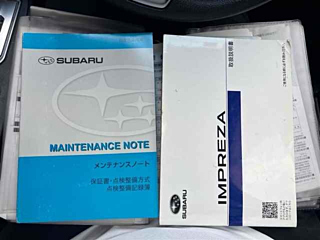 SUBARU
MAINTENANCE NOTE
メンテナンスノート
保証書・点検整備方式
点検整備記録簿
IMPREZA
取扱説明書
SUBARU